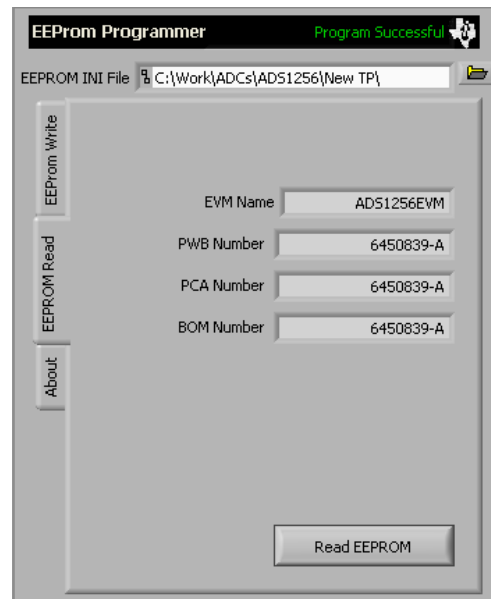 EEProm Programmer Program Successful
EEPROM INI File C:\Work\ADCs\ADS1256\New TP\
EEProm Write
EEPROM Read
About
EVM Name ADS1256EVM
PWB Number 6450839-A
PCA Number 6450839-A
BOM Number 6450839-A
Read EEPROM